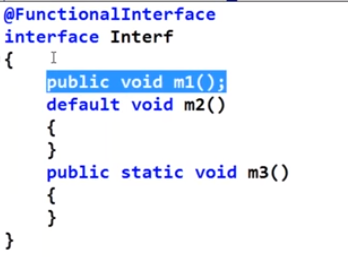 @FunctionalInterface
interface Interf
{
public void m1();
default void m2()
{
}
public static void m3()
{
}
}